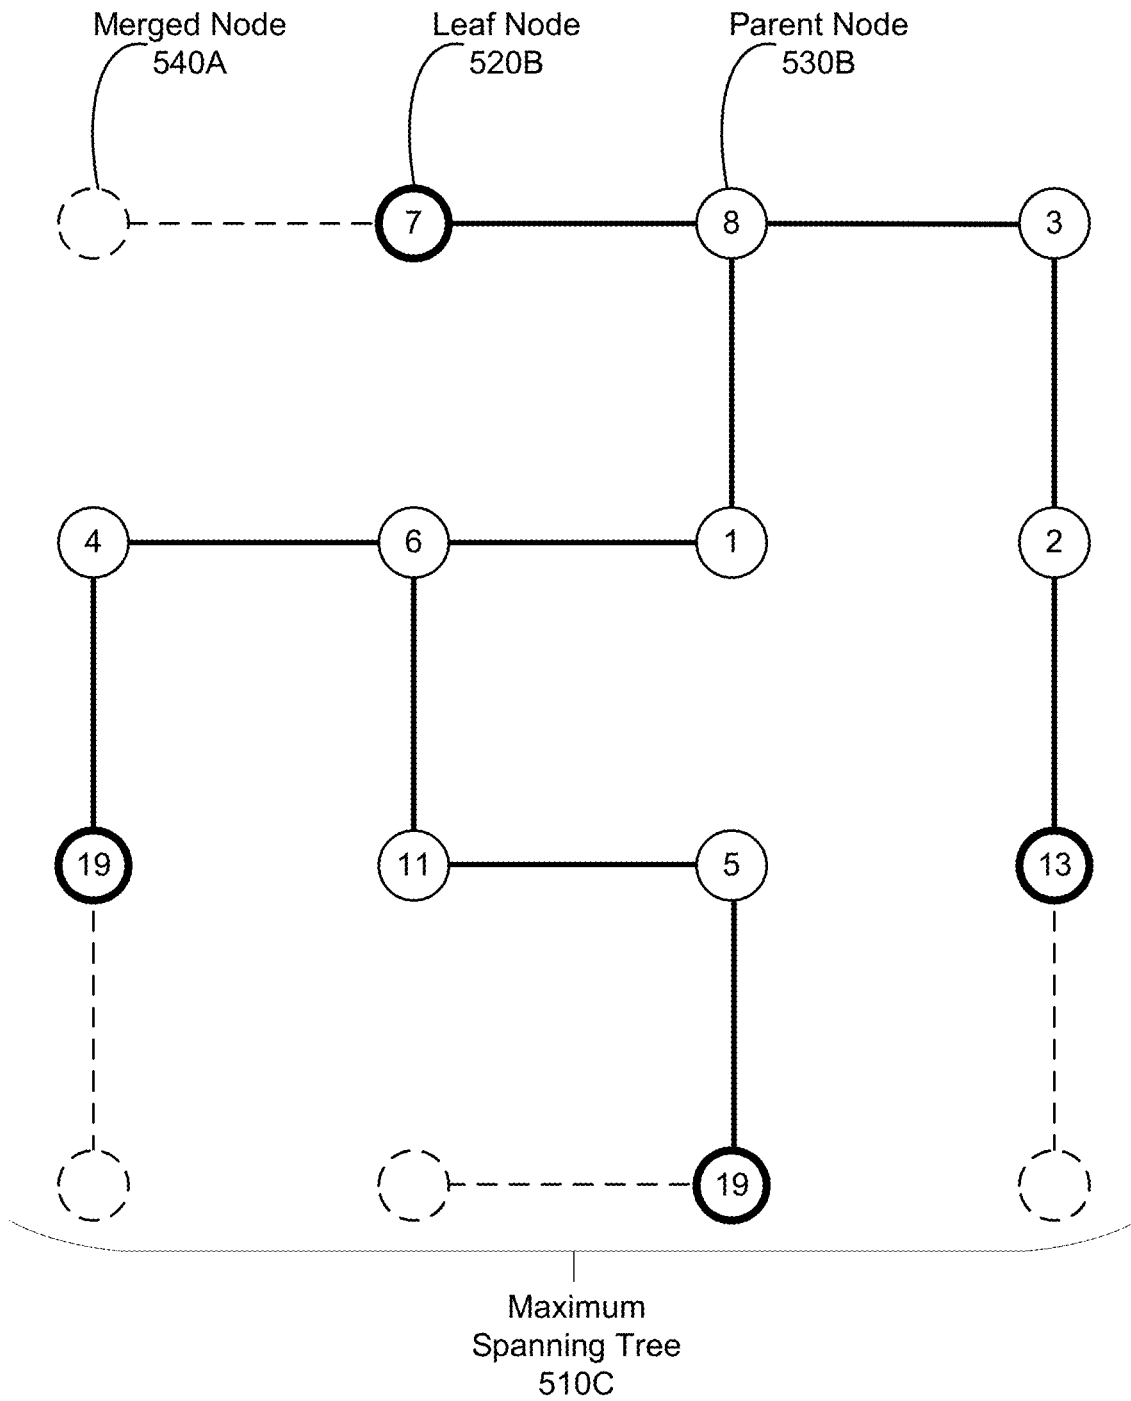 Merged Node
540A
Leaf Node
520B
Parent Node
530B
7
8
3
4
6
1
2
19
11
5
13
19
Maximum
Spanning Tree
510C